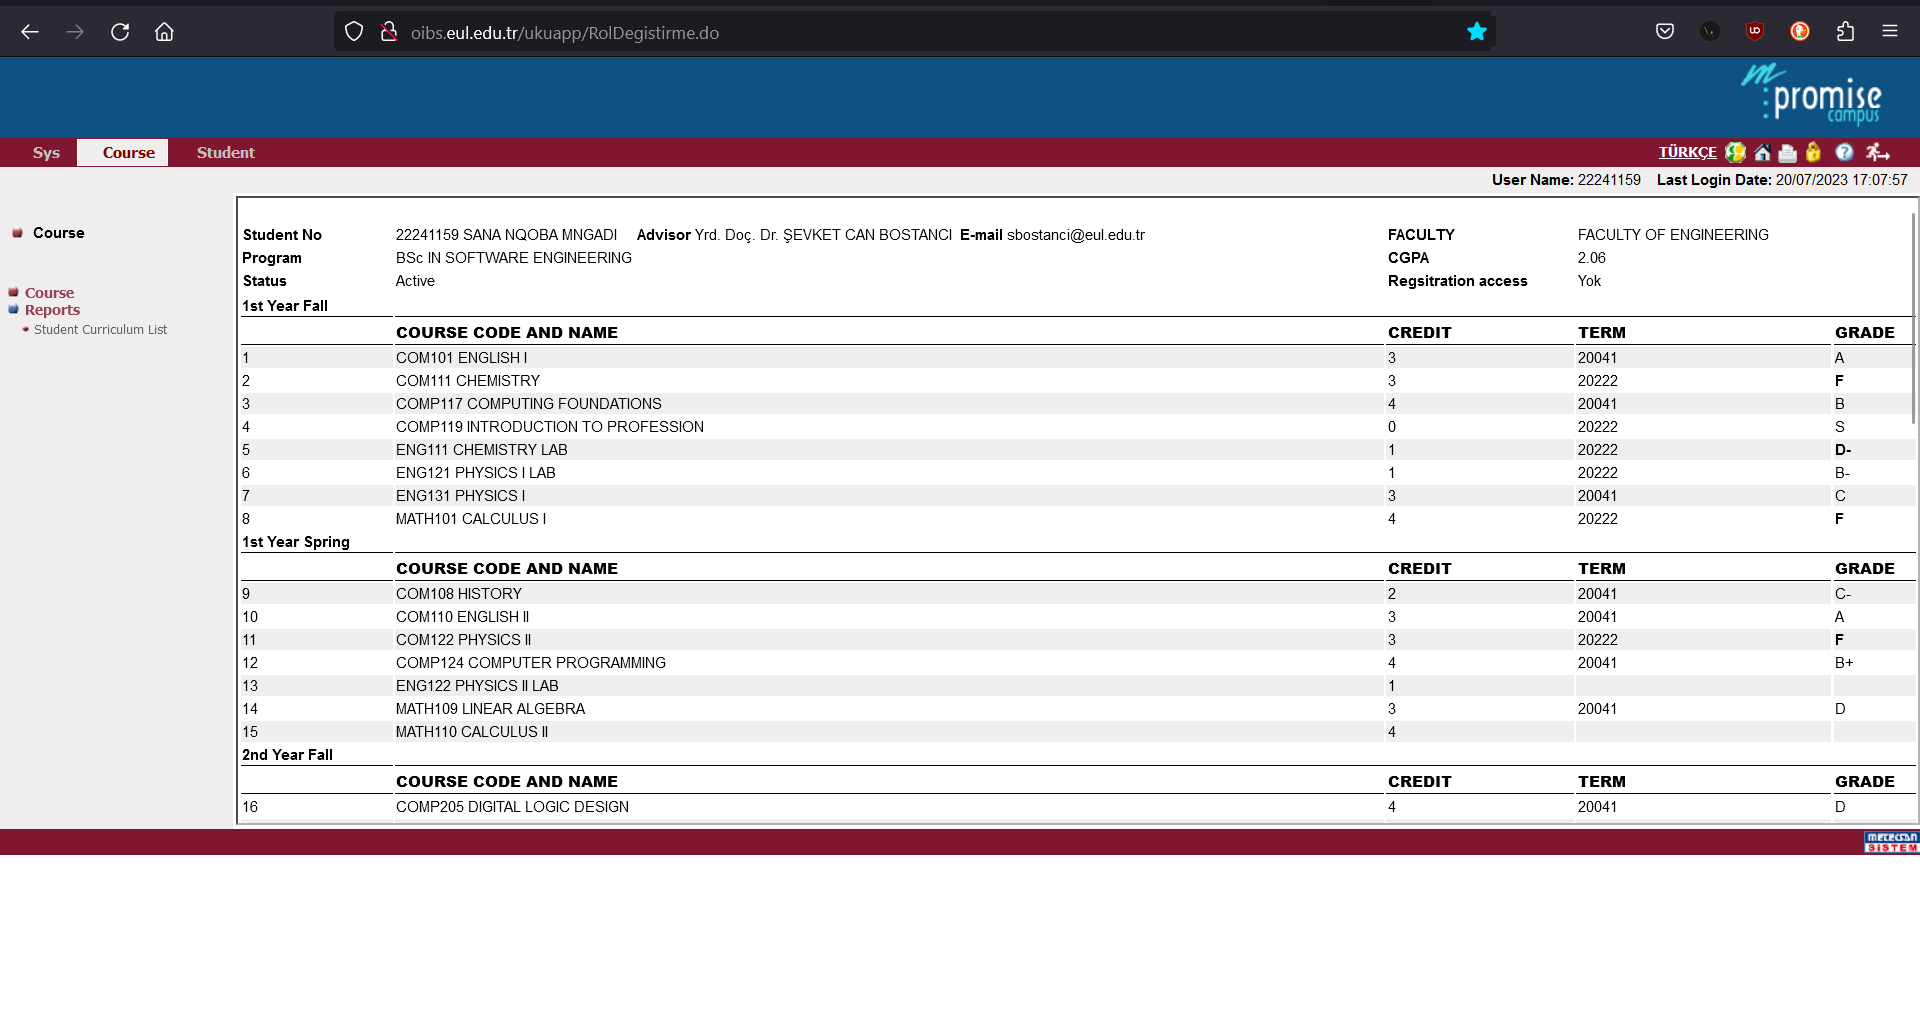 oibs.eul.edu.tr/ukuapp/RolDegistirme.do
promise
campus
Sys Course Student TÜRKÇE
User Name: 22241159 Last Login Date: 20/07/2023 17:07:57
Course
Course
Reports
Student Curriculum List
Student No 22241159 SANA NQOBA MNGADI Advisor Yrd. Doç. Dr. ŞEVKET CAN BOSTANCI E-mail sbostanci@eul.edu.tr FACULTY FACULTY OF ENGINEERING
Program BSc IN SOFTWARE ENGINEERING CGPA 2.06
Status Active Regsitration access Yok
1st Year Fall
COURSE CODE AND NAME CREDIT TERM GRADE
1 COM101 ENGLISH I 3 20041 A
2 COM111 CHEMISTRY 3 20222 F
3 COMP117 COMPUTING FOUNDATIONS 4 20041 B
4 COMP119 INTRODUCTION TO PROFESSION 0 20222 S
5 ENG111 CHEMISTRY LAB 1 20222 D-
6 ENG121 PHYSICS I LAB 1 20222 B-
7 ENG131 PHYSICS I 3 20041 C
8 MATH101 CALCULUS I 4 20222 F
1st Year Spring
COURSE CODE AND NAME CREDIT TERM GRADE
9 COM108 HISTORY 2 20041 C-
10 COM110 ENGLISH II 3 20041 A
11 COM122 PHYSICS II 3 20222 F
12 COMP124 COMPUTER PROGRAMMING 4 20041 B+
13 ENG122 PHYSICS II LAB 1
14 MATH109 LINEAR ALGEBRA 3 20041 D
15 MATH110 CALCULUS II 4
2nd Year Fall
COURSE CODE AND NAME CREDIT TERM GRADE
16 COMP205 DIGITAL LOGIC DESIGN 4 20041 D
meteksan
SİSTEM